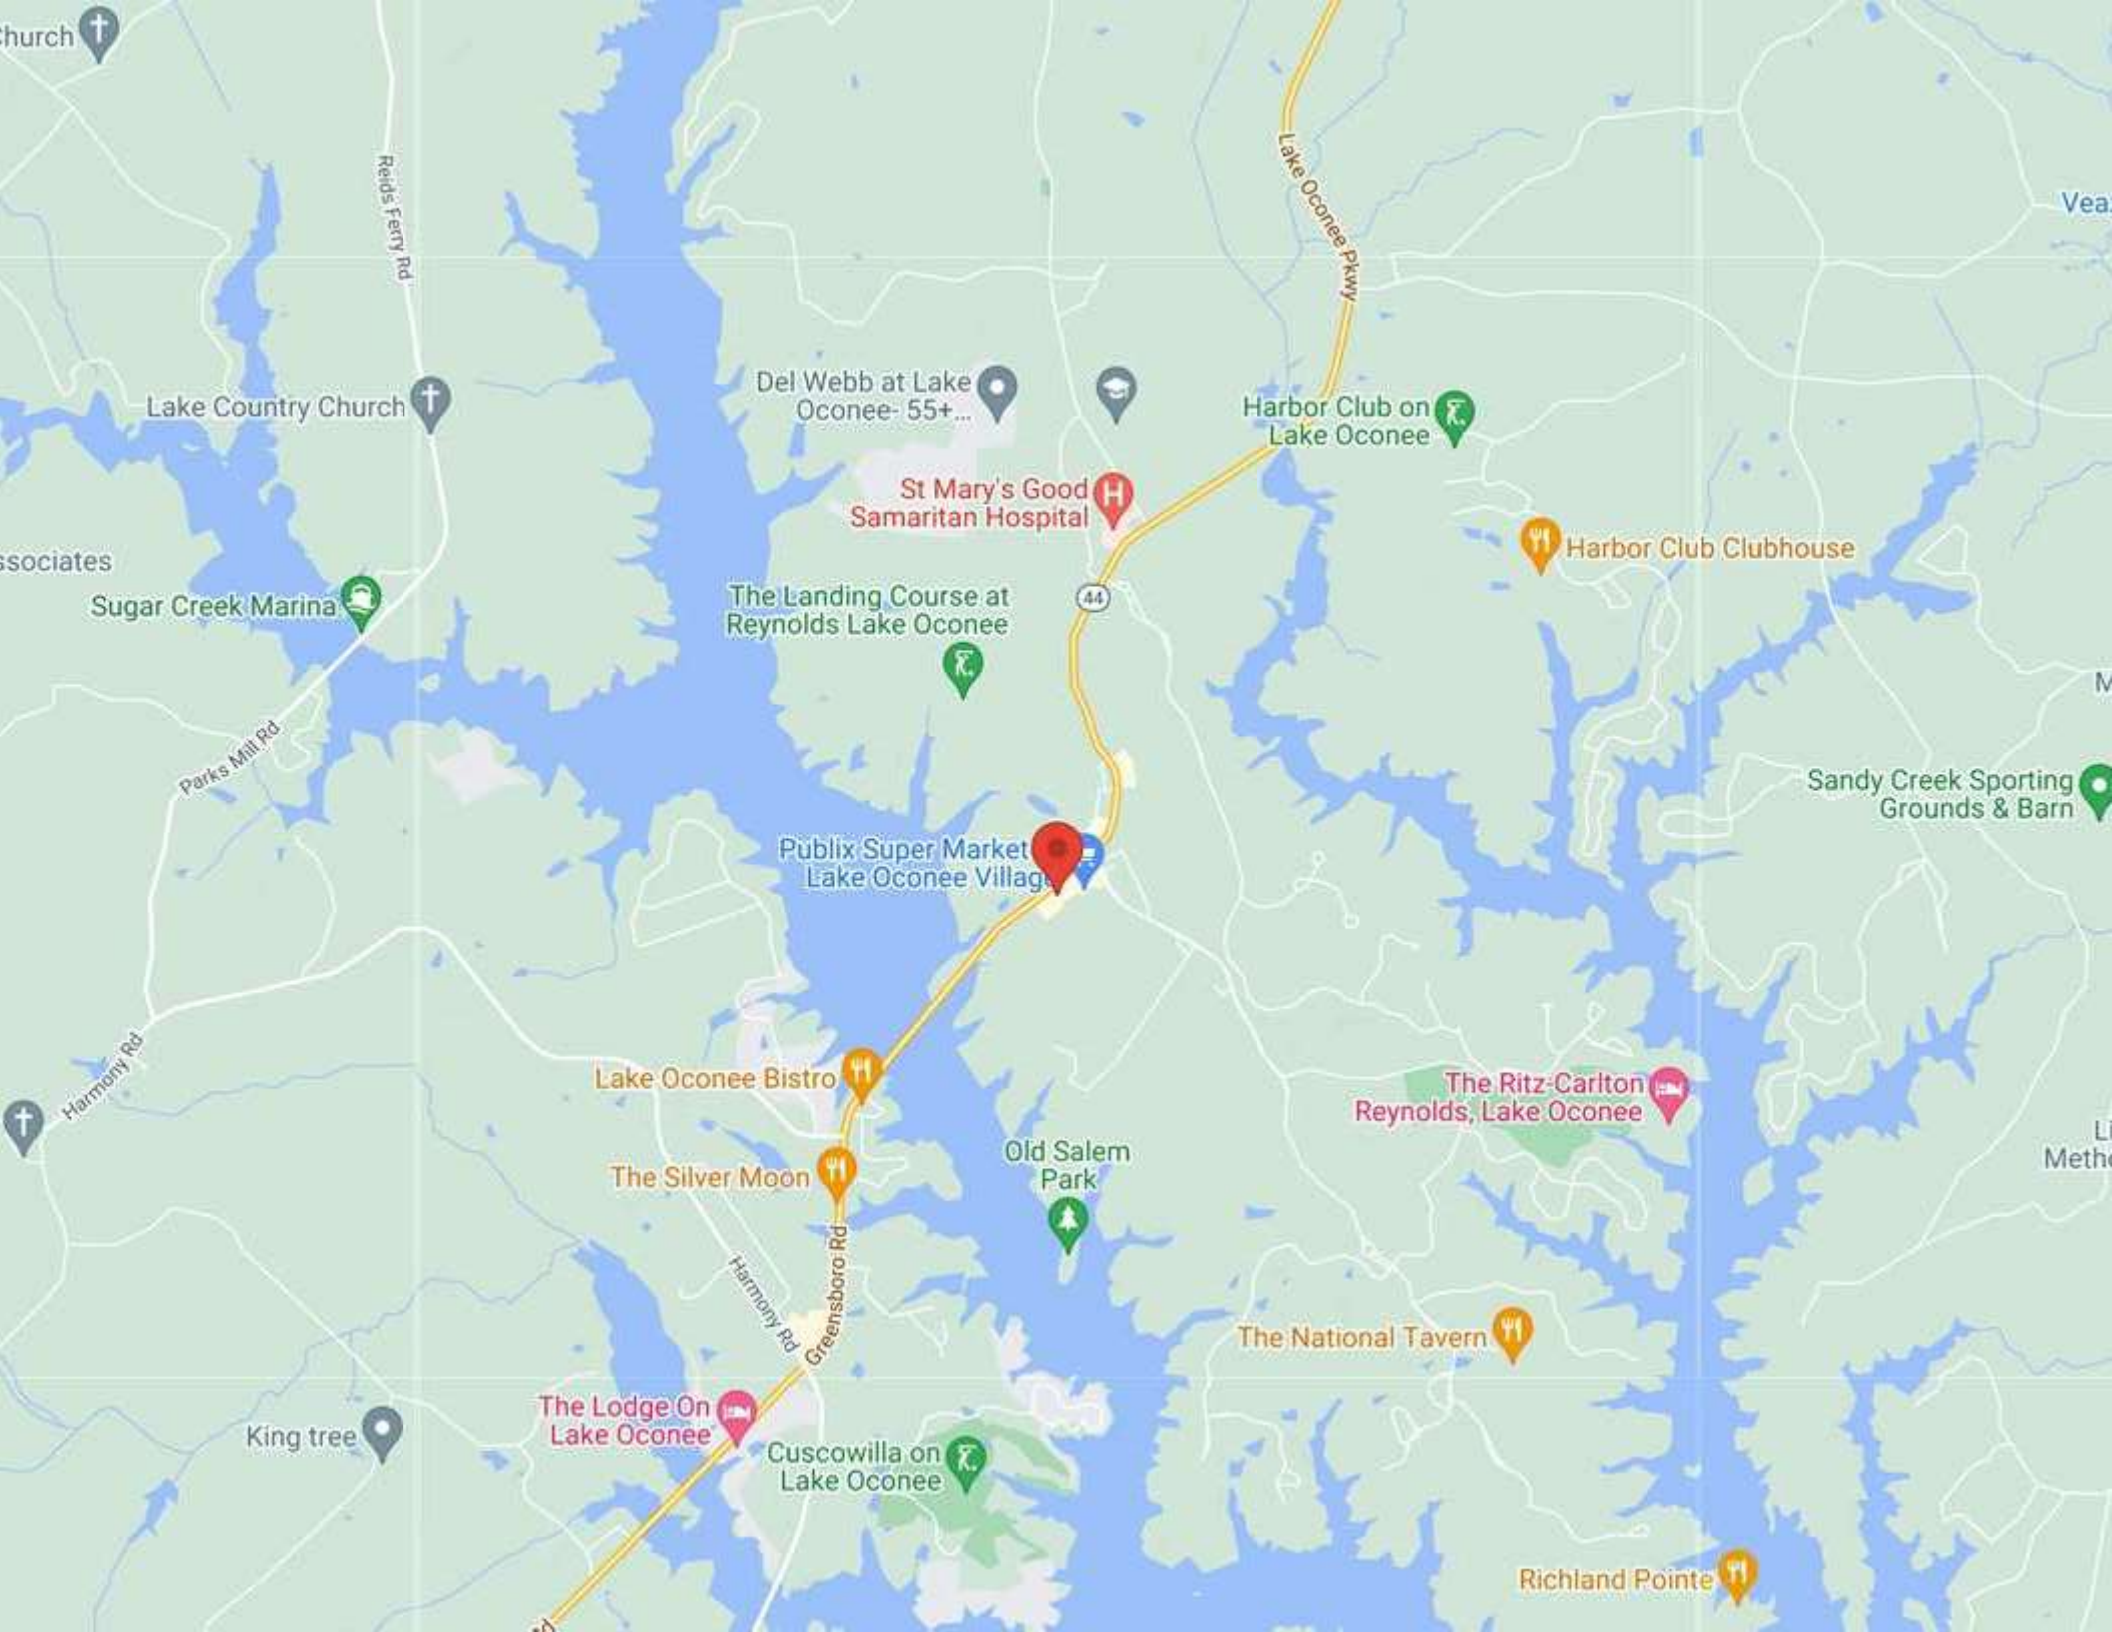 Church
Reids Ferry Rd
Lake Oconee Pkwy
Del Webb at Lake
Oconee- 55+...
Lake Country Church
Harbor Club on
Lake Oconee
St Mary's Good
Samaritan Hospital
Harbor Club Clubhouse
ssociates
Sugar Creek Marina
The Landing Course at
Reynolds Lake Oconee
44
Parks Mill Rd
Sandy Creek Sporting
Grounds & Barn
Publix Super Market
Lake Oconee Village
Harmony Rd
Lake Oconee Bistro
The Ritz-Carlton
Reynolds, Lake Oconee
Old Salem
Park
The Silver Moon
Harmony Rd
Greensboro Rd
The National Tavern
The Lodge On
Lake Oconee
King tree
Cuscowilla on
Lake Oconee
Richland Pointe